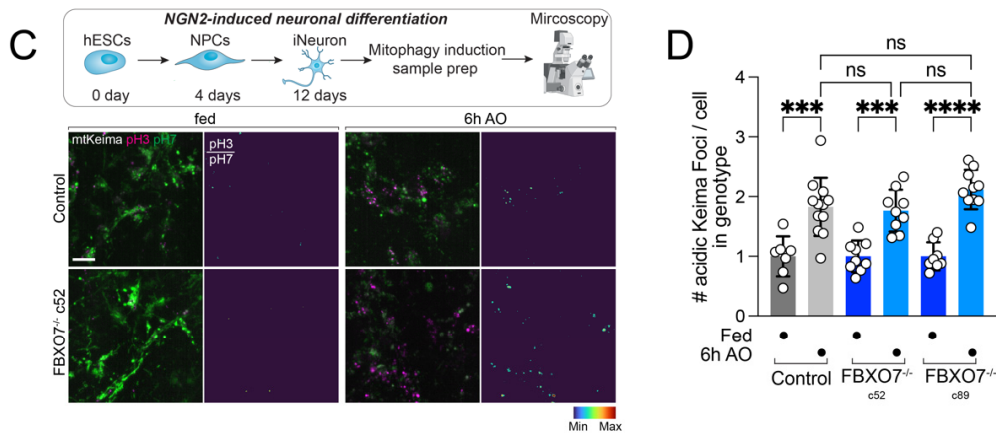 C
NGN2-induced neuronal differentiation
Mircoscopy
hESCs
NPCs
iNeuron
Mitophagy induction
sample prep
0 day
4 days
12 days
fed
6h AO
mtKeima pH3 pH7
pH3
pH7
Control
FBXO7-/- c52
Min
Max
D
ns
ns
ns
*** *** ****
# acidic Keima Foci / cell
in genotype
4
3
2
1
0
Fed
6h AO
Control
FBXO7-/-
c52
FBXO7-/-
c89